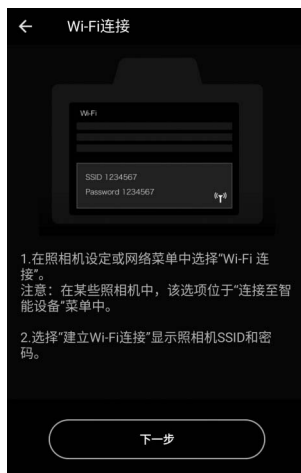 Wi-Fi连接
Wi-Fi
SSID 1234567
Password 1234567
1.在照相机设定或网络菜单中选择“Wi-Fi 连
接”。
注意：在某些照相机中，该选项位于“连接至智
能设备”菜单中。
2.选择“建立Wi-Fi连接”显示照相机SSID和密
码。
下一步